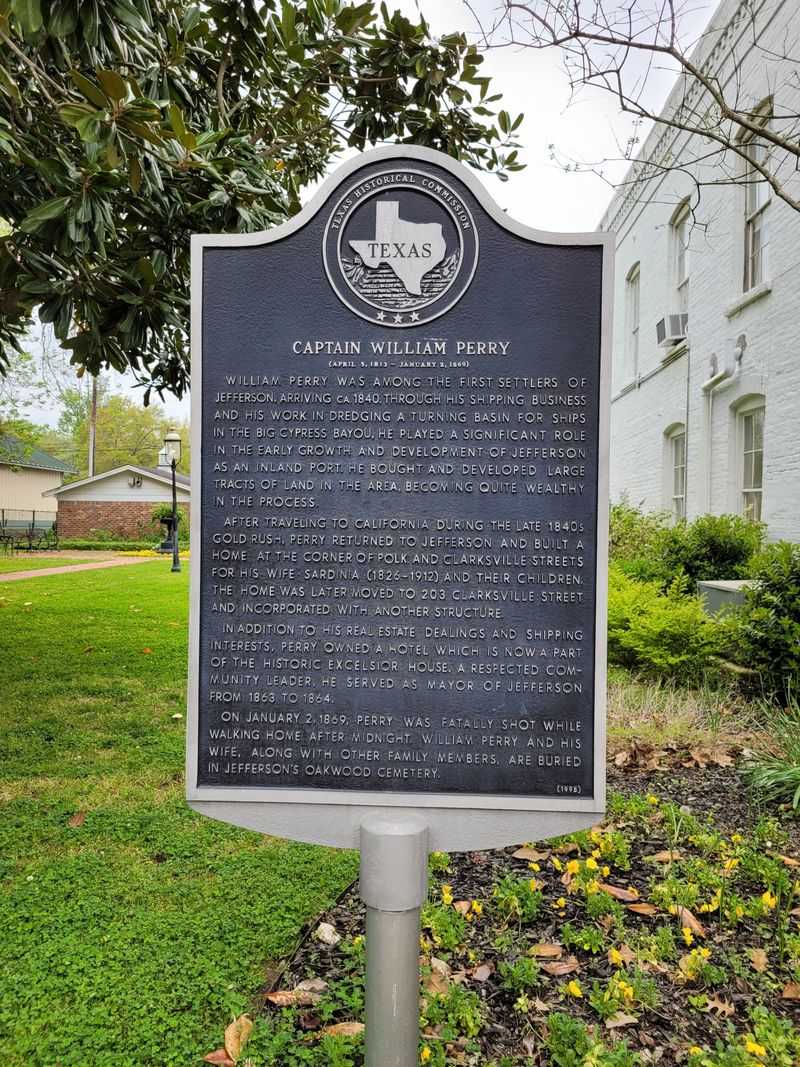 TEXAS HISTORICAL COMMISSION
TEXAS
CAPTAIN WILLIAM PERRY
(APRIL 5, 1813 – JANUARY 2, 1869)
WILLIAM PERRY WAS AMONG THE FIRST SETTLERS OF
JEFFERSON, ARRIVING CA. 1840. THROUGH HIS SHIPPING BUSINESS
AND HIS WORK IN DREDGING A TURNING BASIN FOR SHIPS
IN THE BIG CYPRESS BAYOU, HE PLAYED A SIGNIFICANT ROLE
IN THE EARLY GROWTH AND DEVELOPMENT OF JEFFERSON
AS AN INLAND PORT. HE BOUGHT AND DEVELOPED LARGE
TRACTS OF LAND IN THE AREA, BECOMING QUITE WEALTHY
IN THE PROCESS.
AFTER TRAVELING TO CALIFORNIA DURING THE LATE 1840s
GOLD RUSH, PERRY RETURNED TO JEFFERSON AND BUILT A
HOME AT THE CORNER OF POLK AND CLARKSVILLE STREETS
FOR HIS WIFE SARDINIA (1826–1912) AND THEIR CHILDREN.
THE HOME WAS LATER MOVED TO 203 CLARKSVILLE STREET
AND INCORPORATED WITH ANOTHER STRUCTURE.
IN ADDITION TO HIS REAL ESTATE DEALINGS AND SHIPPING
INTERESTS, PERRY OWNED A HOTEL WHICH IS NOW A PART
OF THE HISTORIC EXCELSIOR HOUSE. A RESPECTED COM-
MUNITY LEADER, HE SERVED AS MAYOR OF JEFFERSON
FROM 1863 TO 1864.
ON JANUARY 2, 1869, PERRY WAS FATALLY SHOT WHILE
WALKING HOME AFTER MIDNIGHT. WILLIAM PERRY AND HIS
WIFE, ALONG WITH OTHER FAMILY MEMBERS, ARE BURIED
IN JEFFERSON'S OAKWOOD CEMETERY.
(1998)